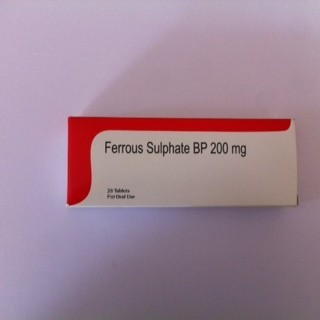 Ferrous Sulphate BP 200 mg
28 Tablets
For Oral Use